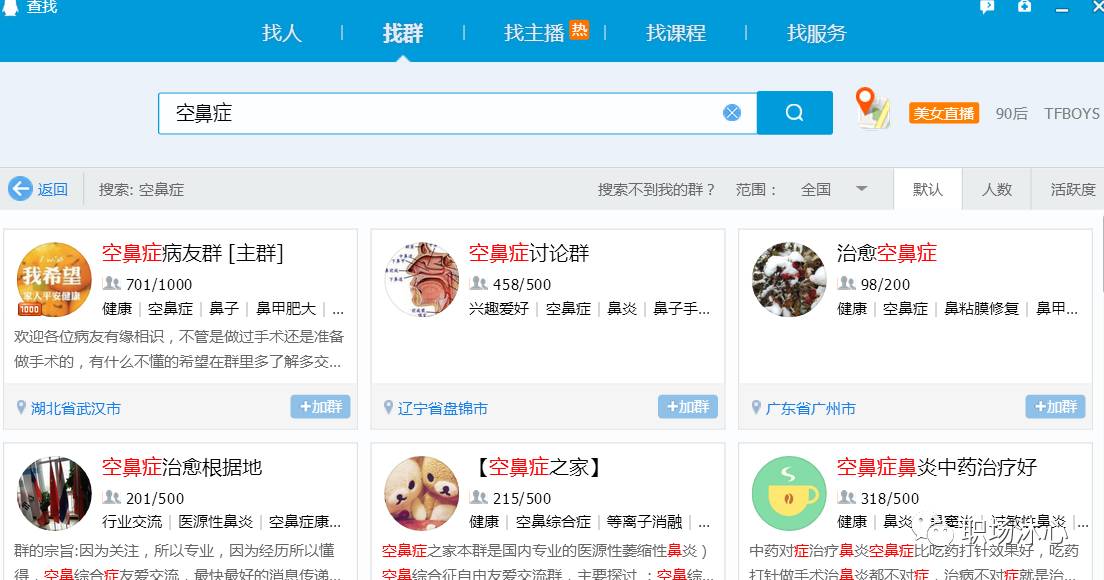 查找
找人
找群
找主播 热
找课程
找服务
空鼻症
美女直播 90后 TFBOYS
返回 搜索: 空鼻症 搜索不到我的群？ 范围： 全国 默认 人数 活跃度
空鼻症病友群 [主群]
701/1000
健康 | 空鼻症 | 鼻子 | 鼻甲肥大 | ...
欢迎各位病友有缘相识，不管是做过手术还是准备
做手术的，有什么不懂的希望在群里多了解多交...
湖北省武汉市 +加群
我希望
家人平安健康
1000
空鼻症讨论群
458/500
兴趣爱好 | 空鼻症 | 鼻炎 | 鼻子手...
辽宁省盘锦市 +加群
治愈空鼻症
98/200
健康 | 空鼻症 | 鼻粘膜修复 | 鼻甲...
广东省广州市 +加群
空鼻症治愈根据地
201/500
行业交流 | 医源性鼻炎 | 空鼻症康...
群的宗旨:因为关注，所以专业，因为经历所以懂
得，空鼻综合症友爱交流，最快最好的消息传递...
【空鼻症之家】
215/500
健康 | 空鼻综合症 | 等离子消融 | ...
空鼻症之家本群是国内专业的医源性萎缩性鼻炎）
空鼻综合征自由友爱交流群，主要探讨 ：空鼻综...
空鼻症鼻炎中药治疗好
318/500
健康 | 鼻炎 | 鼻窦炎 | 过敏性鼻炎 | ...
中药对症治疗鼻炎空鼻症比吃药打针效果好，吃药
打针做手术治鼻炎都不对症，治病不对症就是治...
职场沐心